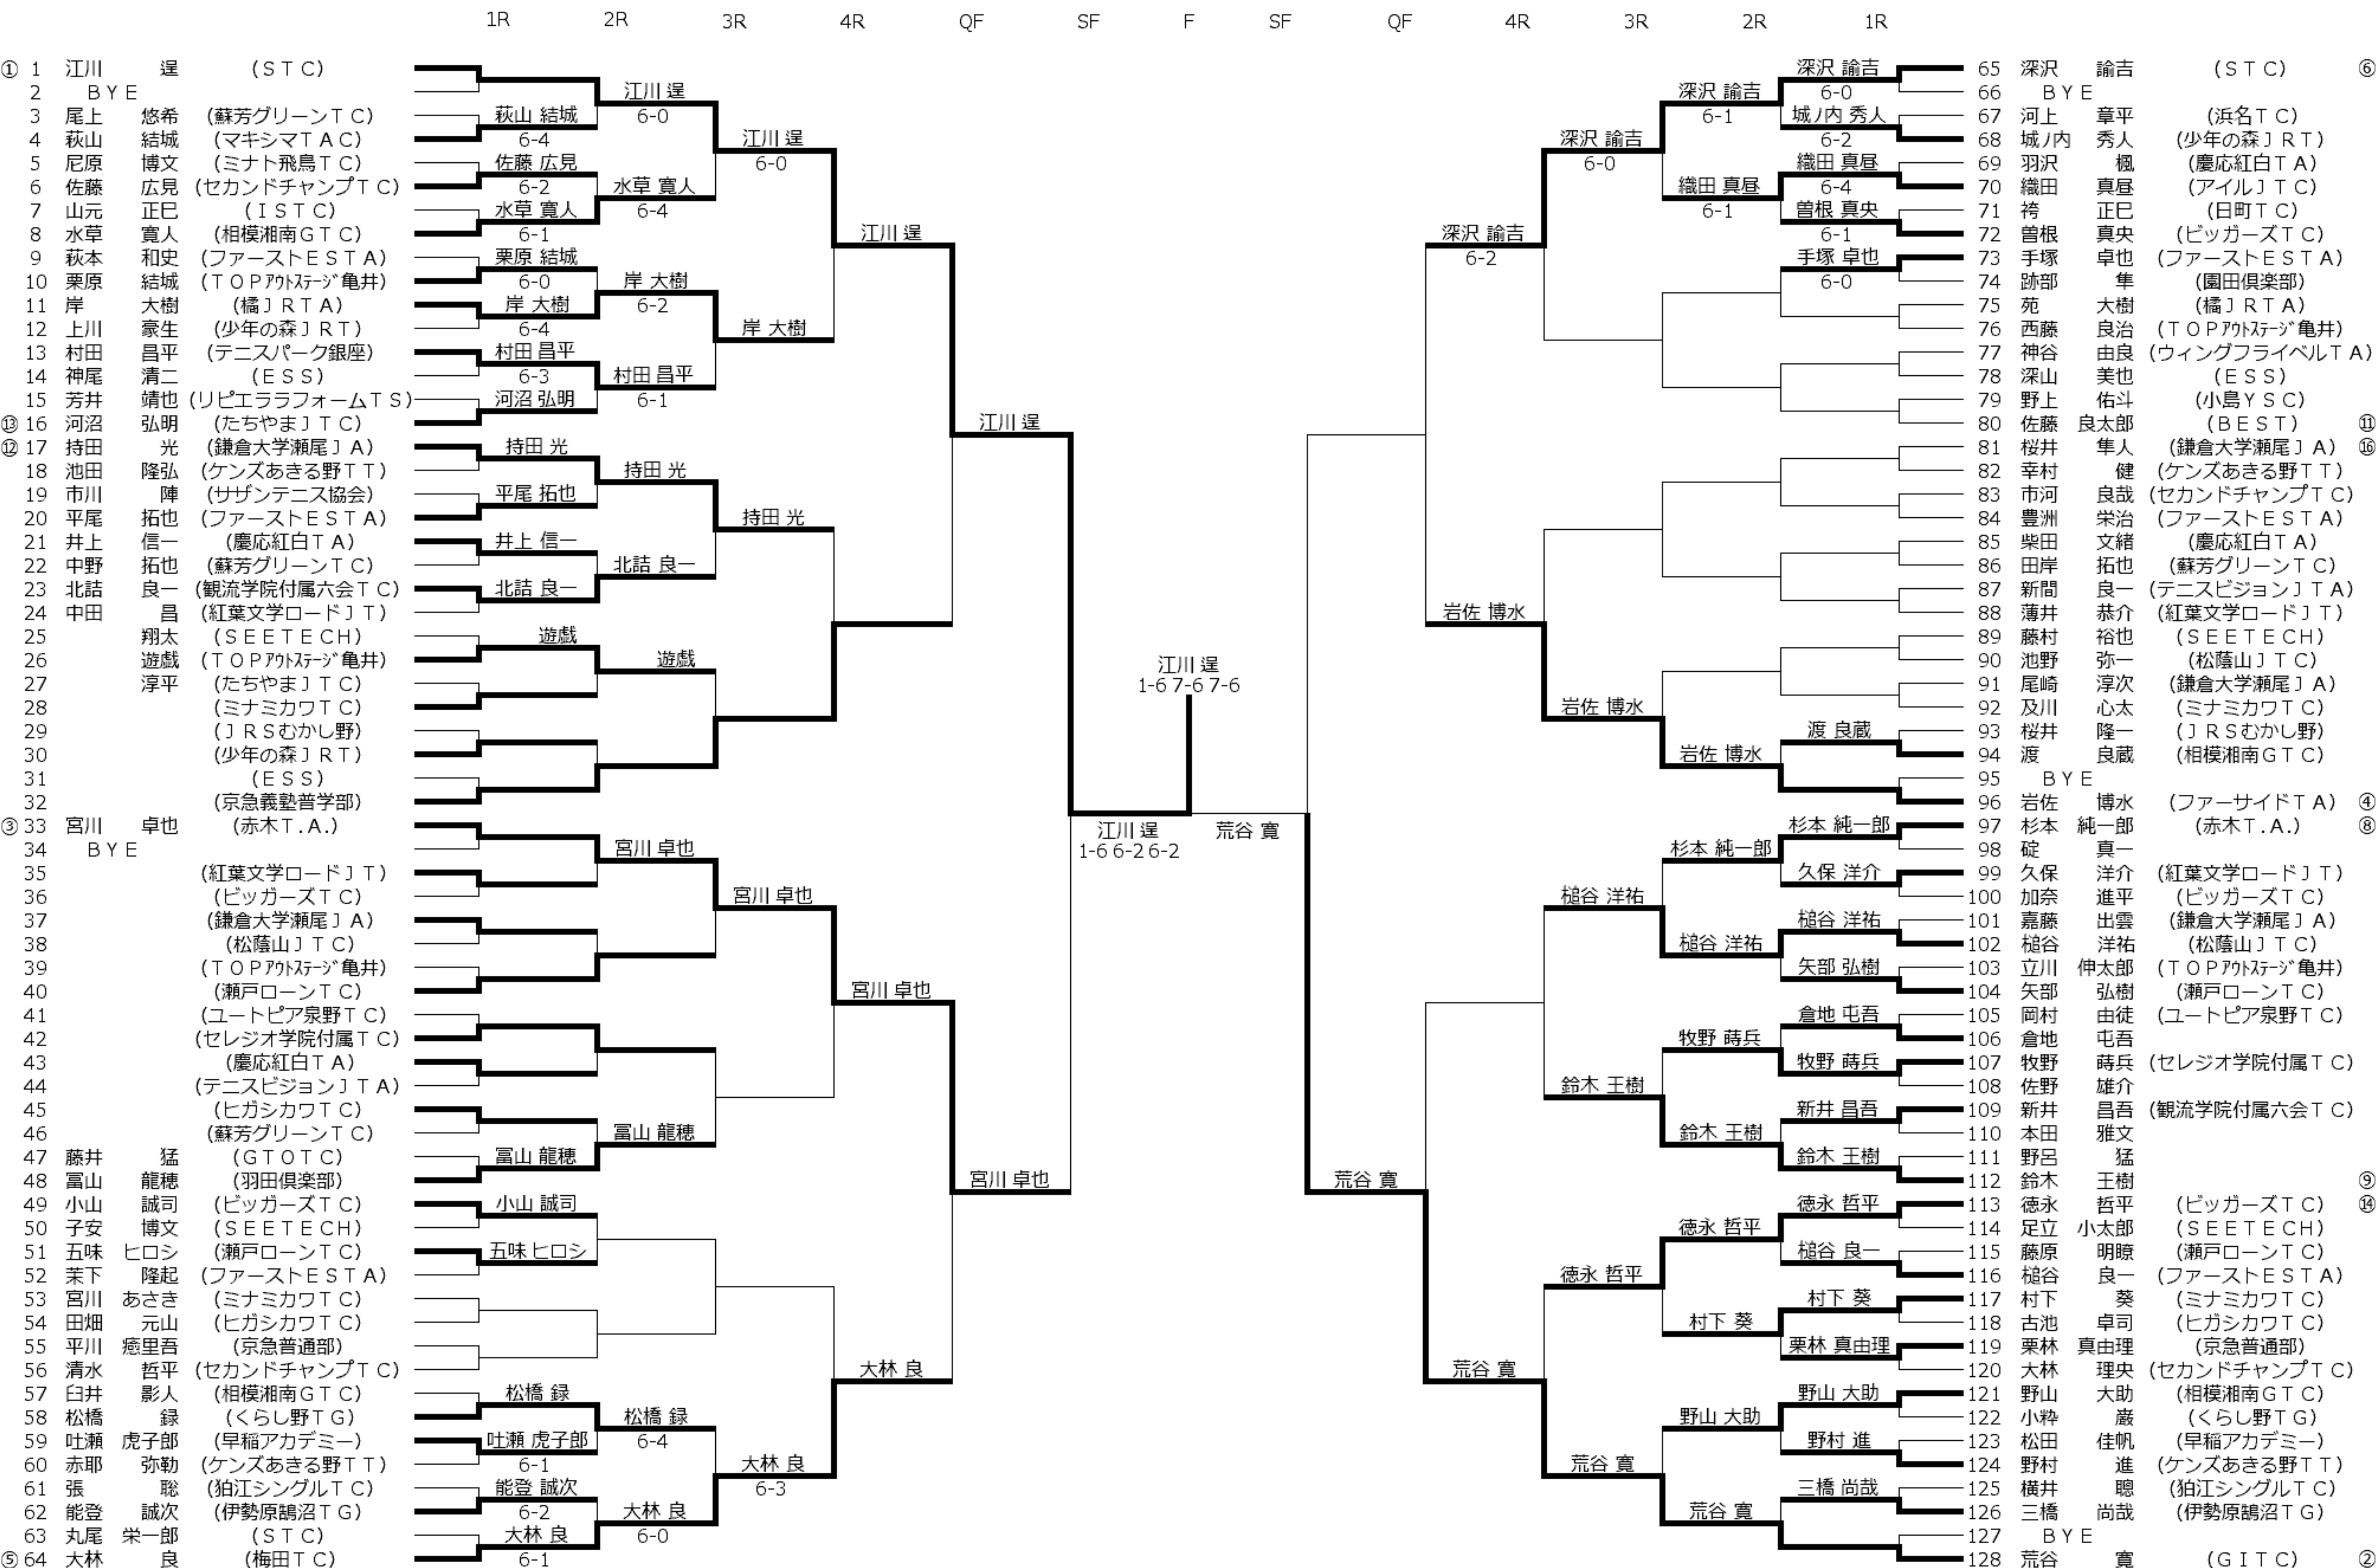 1R 2R 3R 4R QF SF F SF QF 4R 3R 2R 1R
① 1 江川 逞 (ＳＴＣ)
2 ＢＹＥ
3 尾上 悠希 (蘇芳グリーンＴＣ)
4 萩山 結城 (マキシマＴＡＣ)
5 尼原 博文 (ミナト飛鳥ＴＣ)
6 佐藤 広見 (セカンドチャンプＴＣ)
7 山元 正巳 (ＩＳＴＣ)
8 水草 寛人 (相模湘南ＧＴＣ)
9 萩本 和史 (ファーストＥＳＴＡ)
10 栗原 結城 (ＴＯＰｱｳﾄｽﾃｰｼﾞ亀井)
11 岸 大樹 (橘ＪＲＴＡ)
12 上川 豪生 (少年の森ＪＲＴ)
13 村田 昌平 (テニスパーク銀座)
14 神尾 清二 (ＥＳＳ)
15 芳井 靖也 (リピエララフォームＴＳ)
⑬ 16 河沼 弘明 (たちやまＪＴＣ)
⑫ 17 持田 光 (鎌倉大学瀬尾ＪＡ)
18 池田 隆弘 (ケンズあきる野ＴＴ)
19 市川 陣 (サザンテニス協会)
20 平尾 拓也 (ファーストＥＳＴＡ)
21 井上 信一 (慶応紅白ＴＡ)
22 中野 拓也 (蘇芳グリーンＴＣ)
23 北詰 良一 (観流学院付属六会ＴＣ)
24 中田 昌 (紅葉文学ロードＪＴ)
25 翔太 (ＳＥＥＴＥＣＨ)
26 遊戯 (ＴＯＰｱｳﾄｽﾃｰｼﾞ亀井)
27 淳平 (たちやまＪＴＣ)
28 (ミナミカワＴＣ)
29 (ＪＲＳむかし野)
30 (少年の森ＪＲＴ)
31 (ＥＳＳ)
32 (京急義塾普学部)
③ 33 宮川 卓也 (赤木Ｔ.Ａ.)
34 ＢＹＥ
35 (紅葉文学ロードＪＴ)
36 (ビッガーズＴＣ)
37 (鎌倉大学瀬尾ＪＡ)
38 (松蔭山ＪＴＣ)
39 (ＴＯＰｱｳﾄｽﾃｰｼﾞ亀井)
40 (瀬戸ローンＴＣ)
41 (ユートピア泉野ＴＣ)
42 (セレジオ学院付属ＴＣ)
43 (慶応紅白ＴＡ)
44 (テニスビジョンＪＴＡ)
45 (ヒガシカワＴＣ)
46 (蘇芳グリーンＴＣ)
47 藤井 猛 (ＧＴＯＴＣ)
48 冨山 龍穂 (羽田倶楽部)
49 小山 誠司 (ビッガーズＴＣ)
50 子安 博文 (ＳＥＥＴＥＣＨ)
51 五味 ヒロシ (瀬戸ローンＴＣ)
52 茉下 隆起 (ファーストＥＳＴＡ)
53 宮川 あさき (ミナミカワＴＣ)
54 田畑 元山 (ヒガシカワＴＣ)
55 平川 癒里吾 (京急普通部)
56 清水 哲平 (セカンドチャンプＴＣ)
57 臼井 影人 (相模湘南ＧＴＣ)
58 松橋 録 (くらし野ＴＧ)
59 吐瀬 虎子郎 (早稲アカデミー)
60 赤耶 弥勒 (ケンズあきる野ＴＴ)
61 張 聡 (狛江シングルＴＣ)
62 能登 誠次 (伊勢原鵠沼ＴＧ)
63 丸尾 栄一郎 (ＳＴＣ)
⑤ 64 大林 良 (梅田ＴＣ)
萩山 結城
6-4
佐藤 広見
6-2
水草 寛人
6-1
栗原 結城
6-0
岸 大樹
6-4
村田 昌平
6-3
河沼 弘明
持田 光
平尾 拓也
井上 信一
北詰 良一
遊戯
冨山 龍穂
小山 誠司
五味 ヒロシ
松橋 録
吐瀬 虎子郎
6-1
能登 誠次
6-2
大林 良
6-1
江川 逞
6-0
水草 寛人
6-4
岸 大樹
6-2
村田 昌平
6-1
持田 光
北詰 良一
遊戯
宮川 卓也
冨山 龍穂
松橋 録
6-4
大林 良
6-0
江川 逞
6-0
岸 大樹
持田 光
宮川 卓也
大林 良
6-3
江川 逞
宮川 卓也
大林 良
江川 逞
宮川 卓也
江川 逞
1-6 6-2 6-2
江川 逞
1-6 7-6 7-6
荒谷 寛
荒谷 寛
深沢 諭吉
6-2
岩佐 博水
荒谷 寛
深沢 諭吉
6-0
岩佐 博水
槌谷 洋祐
鈴木 王樹
徳永 哲平
荒谷 寛
深沢 諭吉
6-1
織田 真昼
6-1
岩佐 博水
杉本 純一郎
槌谷 洋祐
牧野 蒔兵
鈴木 王樹
徳永 哲平
村下 葵
野山 大助
荒谷 寛
深沢 諭吉
6-0
城ノ内 秀人
6-2
織田 真昼
6-4
曽根 真央
6-1
手塚 卓也
6-0
渡 良蔵
杉本 純一郎
久保 洋介
槌谷 洋祐
矢部 弘樹
倉地 屯吾
牧野 蒔兵
新井 昌吾
鈴木 王樹
徳永 哲平
槌谷 良一
村下 葵
栗林 真由理
野山 大助
野村 進
三橋 尚哉
65 深沢 諭吉 (ＳＴＣ) ⑥
66 ＢＹＥ
67 河上 章平 (浜名ＴＣ)
68 城ノ内 秀人 (少年の森ＪＲＴ)
69 羽沢 楓 (慶応紅白ＴＡ)
70 織田 真昼 (アイルＪＴＣ)
71 袴 正巳 (日町ＴＣ)
72 曽根 真央 (ビッガーズＴＣ)
73 手塚 卓也 (ファーストＥＳＴＡ)
74 跡部 隼 (園田倶楽部)
75 苑 大樹 (橘ＪＲＴＡ)
76 西藤 良治 (ＴＯＰｱｳﾄｽﾃｰｼﾞ亀井)
77 神谷 由良 (ウィングフライベルＴＡ)
78 深山 美也 (ＥＳＳ)
79 野上 佑斗 (小島ＹＳＣ)
80 佐藤 良太郎 (ＢＥＳＴ) ⑪
81 桜井 隼人 (鎌倉大学瀬尾ＪＡ) ⑯
82 幸村 健 (ケンズあきる野ＴＴ)
83 市河 良哉 (セカンドチャンプＴＣ)
84 豊洲 栄治 (ファーストＥＳＴＡ)
85 柴田 文緒 (慶応紅白ＴＡ)
86 田岸 拓也 (蘇芳グリーンＴＣ)
87 新間 良一 (テニスビジョンＪＴＡ)
88 薄井 恭介 (紅葉文学ロードＪＴ)
89 藤村 裕也 (ＳＥＥＴＥＣＨ)
90 池野 弥一 (松蔭山ＪＴＣ)
91 尾崎 淳次 (鎌倉大学瀬尾ＪＡ)
92 及川 心太 (ミナミカワＴＣ)
93 桜井 隆一 (ＪＲＳむかし野)
94 渡 良蔵 (相模湘南ＧＴＣ)
95 ＢＹＥ
96 岩佐 博水 (ファーサイドＴＡ) ④
97 杉本 純一郎 (赤木Ｔ.Ａ.) ⑧
98 碇 真一
99 久保 洋介 (紅葉文学ロードＪＴ)
100 加奈 進平 (ビッガーズＴＣ)
101 嘉藤 出雲 (鎌倉大学瀬尾ＪＡ)
102 槌谷 洋祐 (松蔭山ＪＴＣ)
103 立川 伸太郎 (ＴＯＰｱｳﾄｽﾃｰｼﾞ亀井)
104 矢部 弘樹 (瀬戸ローンＴＣ)
105 岡村 由徒 (ユートピア泉野ＴＣ)
106 倉地 屯吾
107 牧野 蒔兵 (セレジオ学院付属ＴＣ)
108 佐野 雄介
109 新井 昌吾 (観流学院付属六会ＴＣ)
110 本田 雅文
111 野呂 猛
112 鈴木 王樹 ⑨
113 徳永 哲平 (ビッガーズＴＣ) ⑭
114 足立 小太郎 (ＳＥＥＴＥＣＨ)
115 藤原 明瞭 (瀬戸ローンＴＣ)
116 槌谷 良一 (ファーストＥＳＴＡ)
117 村下 葵 (ミナミカワＴＣ)
118 古池 卓司 (ヒガシカワＴＣ)
119 栗林 真由理 (京急普通部)
120 大林 理央 (セカンドチャンプＴＣ)
121 野山 大助 (相模湘南ＧＴＣ)
122 小粋 巌 (くらし野ＴＧ)
123 松田 佳帆 (早稲アカデミー)
124 野村 進 (ケンズあきる野ＴＴ)
125 横井 聰 (狛江シングルＴＣ)
126 三橋 尚哉 (伊勢原鵠沼ＴＧ)
127 ＢＹＥ
128 荒谷 寛 (ＧＩＴＣ) ②